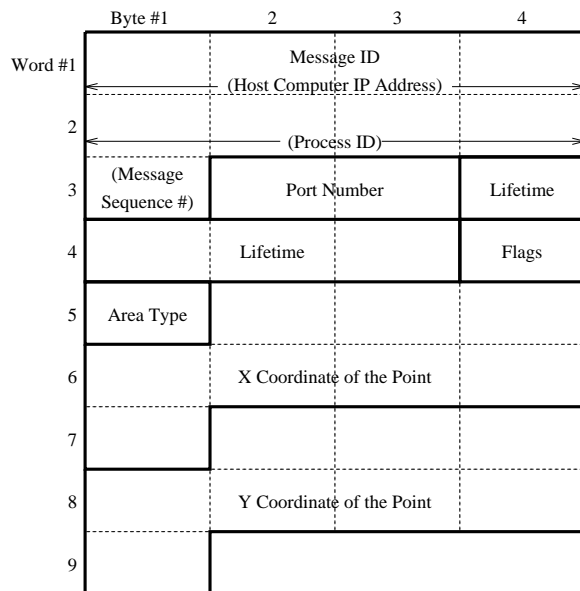 Byte #1 2 3 4
Word #1 Message ID
(Host Computer IP Address)
2
(Process ID)
(Message
3 Port Number Lifetime
Sequence #)
4 Lifetime Flags
5 Area Type
6 X Coordinate of the Point
7
8 Y Coordinate of the Point
9